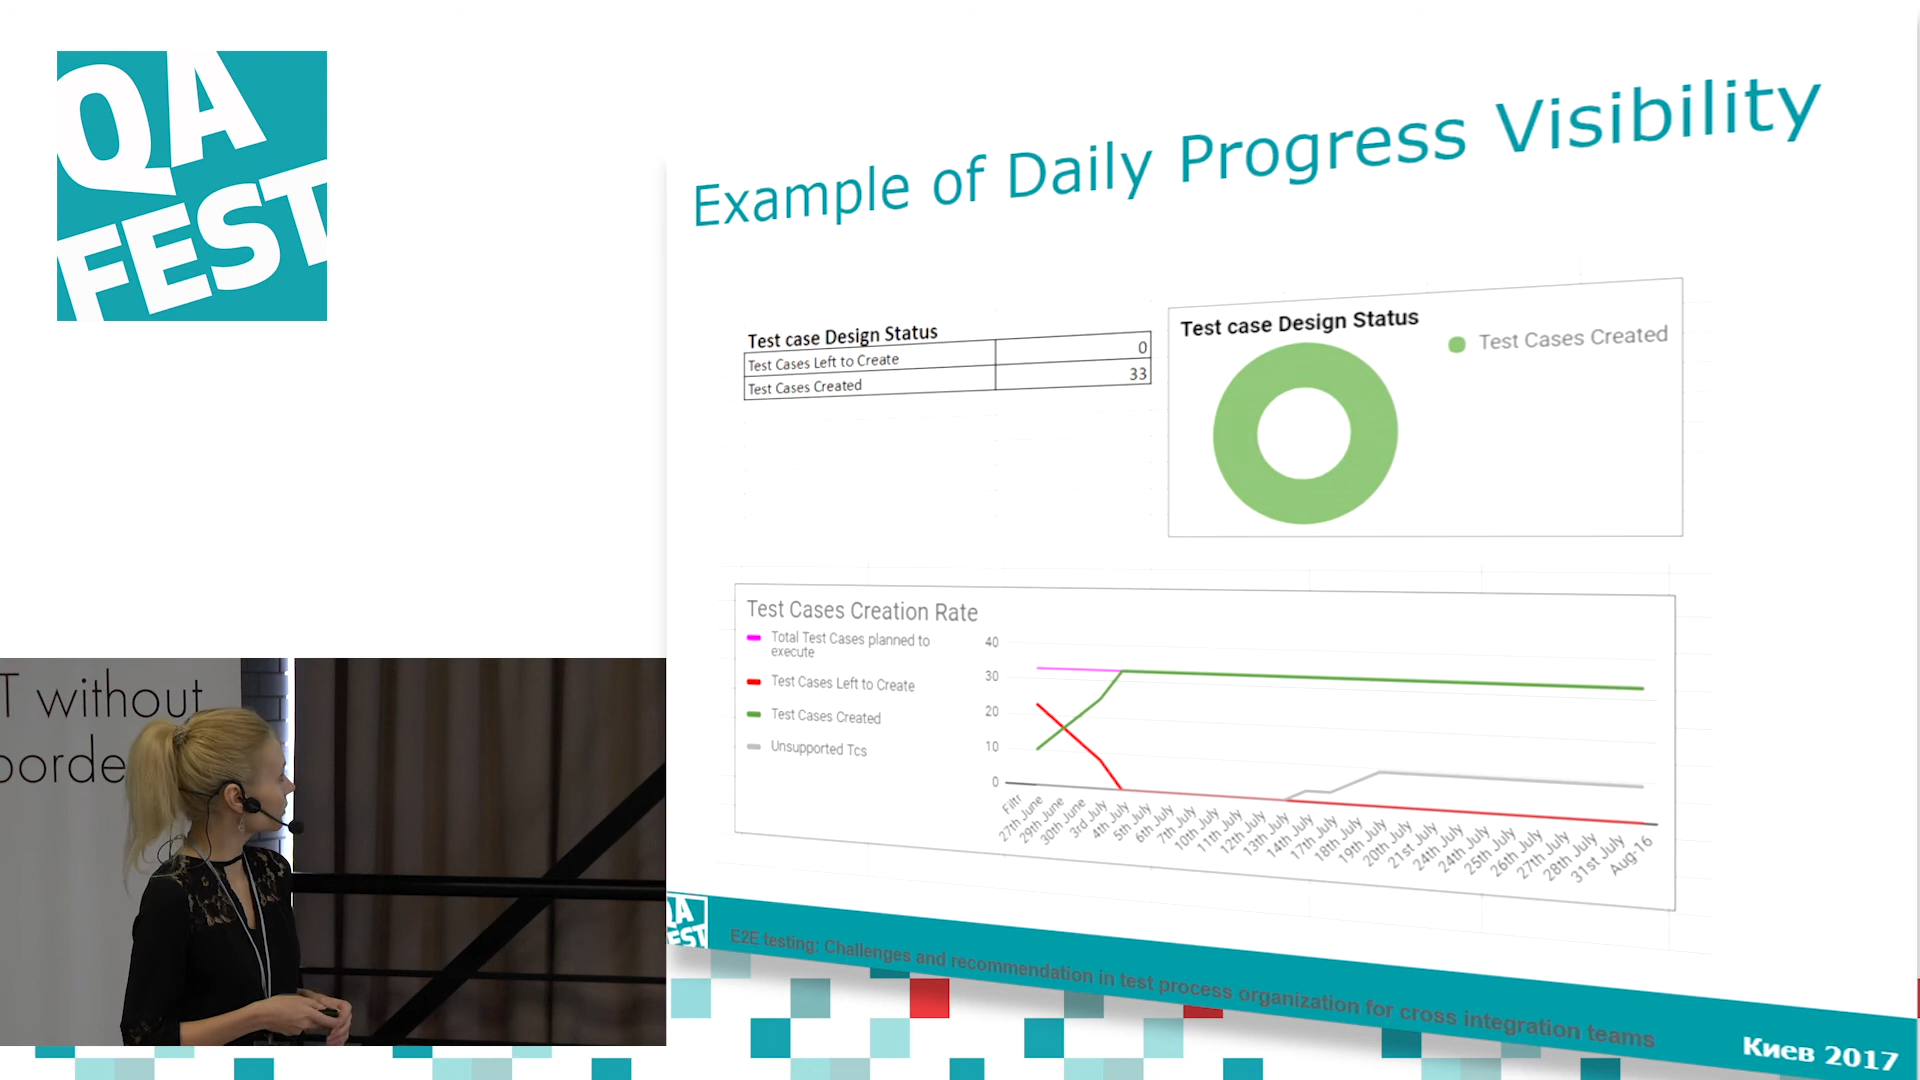 QA
FEST
Example of Daily Progress Visibility
Test case Design Status
Test Cases Left to Create 0
Test Cases Created 33
Test case Design Status
Test Cases Created
Test Cases Creation Rate
Total Test Cases planned to
execute
Test Cases Left to Create
Test Cases Created
Unsupported Tcs
40
30
20
10
0
Filtr
27th June
29th June
30th June
3rd July
4th July
5th July
6th July
7th July
10th July
11th July
12th July
13th July
14th July
17th July
18th July
19th July
20th July
21st July
24th July
24th July
25th July
26th July
27th July
28th July
31st July
Aug-16
T without
borde
QA
FEST
E2E testing: Challenges and recommendation in test process organization for cross integration teams
Киев 2017